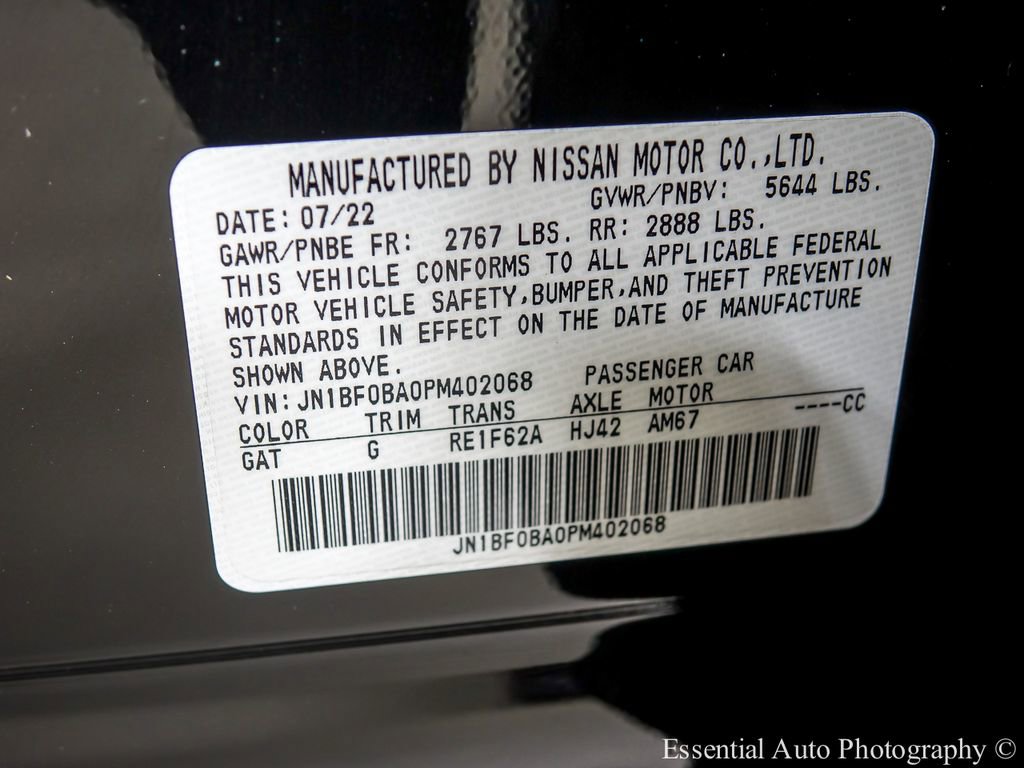 MANUFACTURED BY NISSAN MOTOR CO.,LTD.
DATE: 07/22 GVWR/PNBV: 5644 LBS.
GAWR/PNBE FR: 2767 LBS. RR: 2888 LBS.
THIS VEHICLE CONFORMS TO ALL APPLICABLE FEDERAL
MOTOR VEHICLE SAFETY,BUMPER,AND THEFT PREVENTION
STANDARDS IN EFFECT ON THE DATE OF MANUFACTURE
SHOWN ABOVE.
VIN: JN1BF0BA0PM402068 PASSENGER CAR
COLOR TRIM TRANS AXLE MOTOR
GAT G RE1F62A HJ42 AM67 ----CC
JN1BF0BA0PM402068
Essential Auto Photography ©